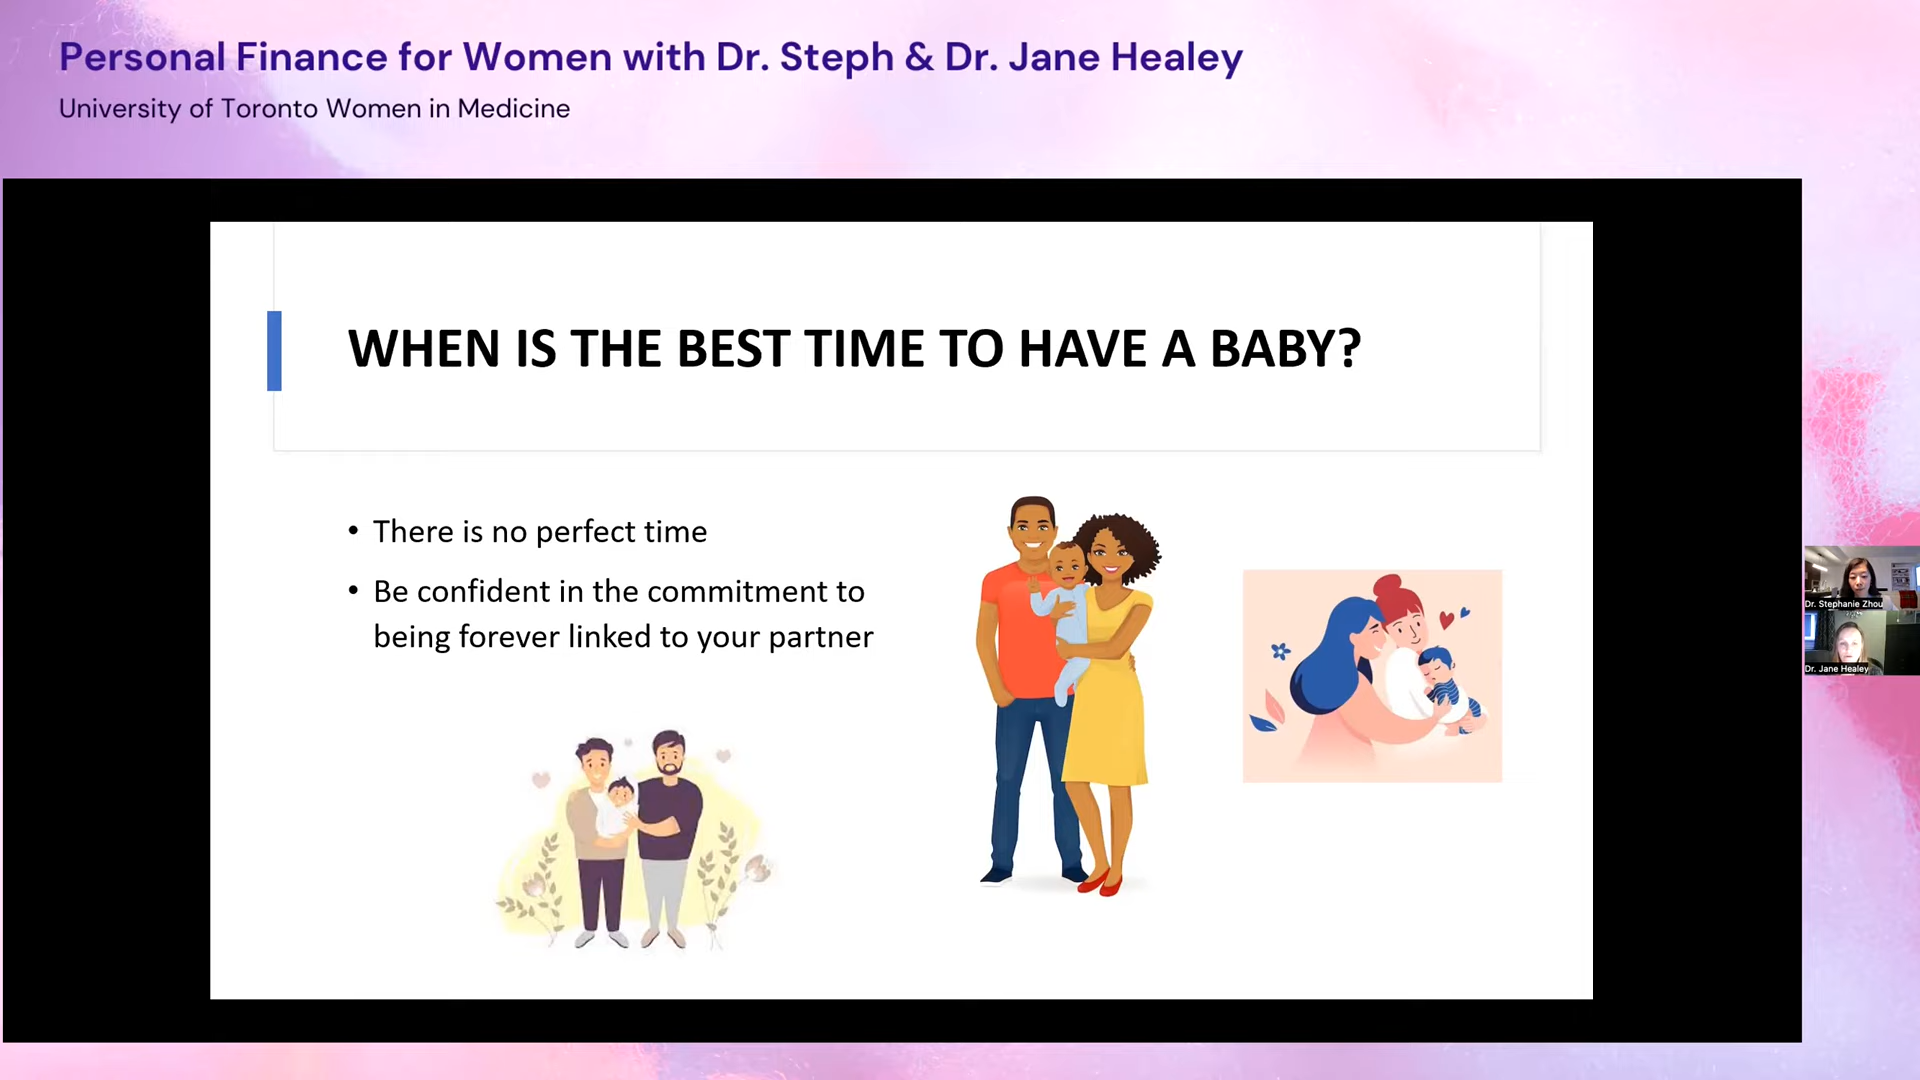 Personal Finance for Women with Dr. Steph & Dr. Jane Healey
University of Toronto Women in Medicine
WHEN IS THE BEST TIME TO HAVE A BABY?
• There is no perfect time
• Be confident in the commitment to
being forever linked to your partner
Dr. Stephanie Zhou
Dr. Jane Healey